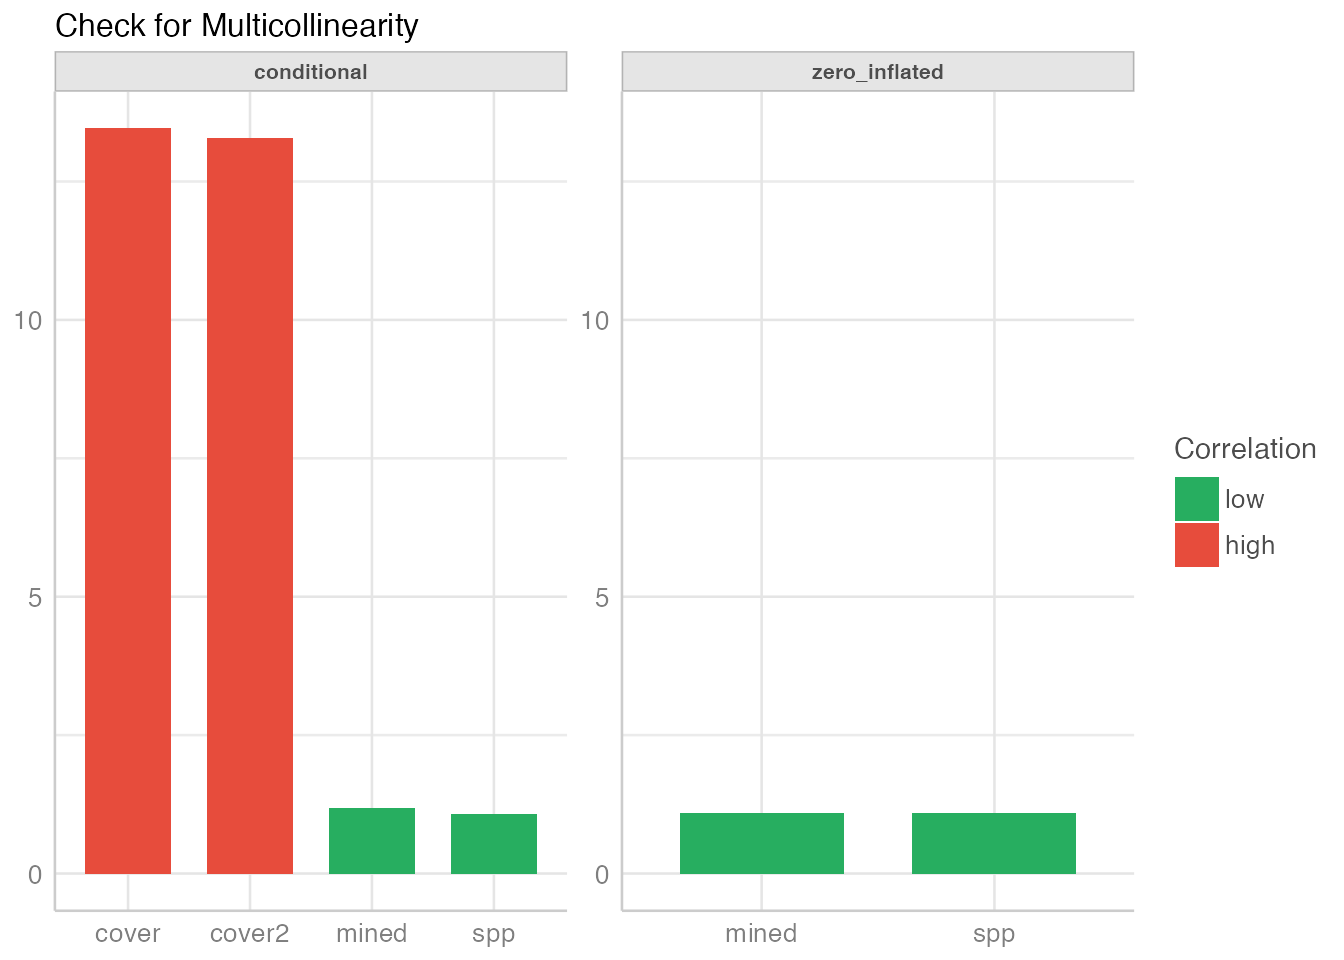 Check for Multicollinearity
conditional
zero_inflated
10
5
0
10
5
0
cover cover2 mined spp
mined spp
Correlation
low
high